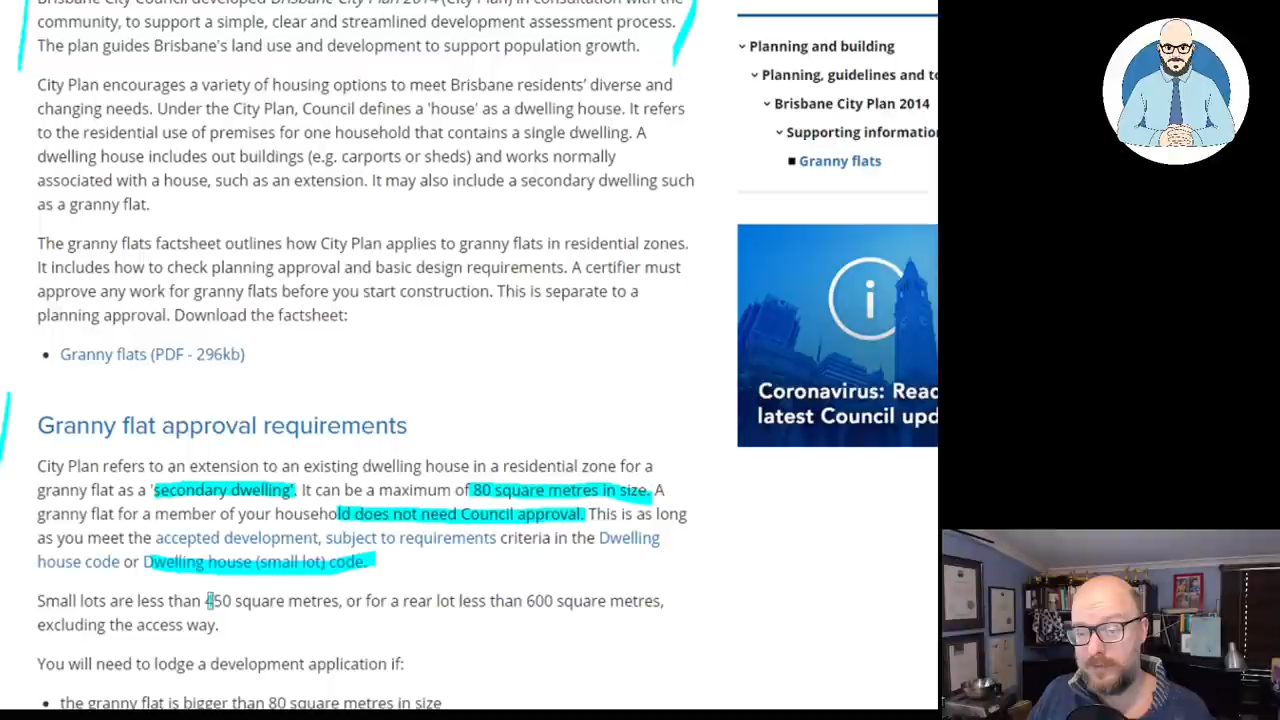 Brisbane City Council developed Brisbane City Plan 2014 (City Plan) in consultation with the
community, to support a simple, clear and streamlined development assessment process.
The plan guides Brisbane's land use and development to support population growth.
City Plan encourages a variety of housing options to meet Brisbane residents' diverse and
changing needs. Under the City Plan, Council defines a 'house' as a dwelling house. It refers
to the residential use of premises for one household that contains a single dwelling. A
dwelling house includes out buildings (e.g. carports or sheds) and works normally
associated with a house, such as an extension. It may also include a secondary dwelling such
as a granny flat.
The granny flats factsheet outlines how City Plan applies to granny flats in residential zones.
It includes how to check planning approval and basic design requirements. A certifier must
approve any work for granny flats before you start construction. This is separate to a
planning approval. Download the factsheet:
Granny flats (PDF - 296kb)
Granny flat approval requirements
City Plan refers to an extension to an existing dwelling house in a residential zone for a
granny flat as a 'secondary dwelling'. It can be a maximum of 80 square metres in size. A
granny flat for a member of your household does not need Council approval. This is as long
as you meet the accepted development, subject to requirements criteria in the Dwelling
house code or Dwelling house (small lot) code.
Small lots are less than 450 square metres, or for a rear lot less than 600 square metres,
excluding the access way.
You will need to lodge a development application if:
the granny flat is bigger than 80 square metres in size
Planning and building
Planning, guidelines and to
Brisbane City Plan 2014
Supporting information
Granny flats
Coronavirus: Read
latest Council upd